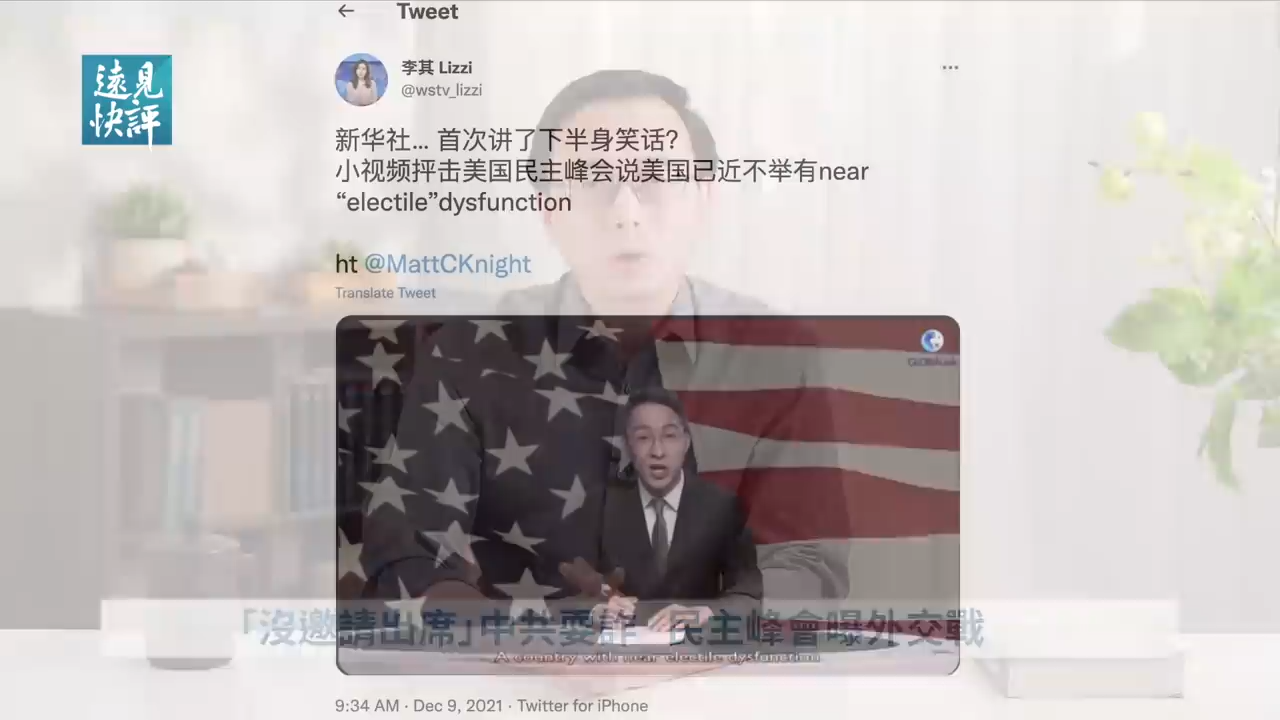 Tweet
遠見
快評
李其 Lizzi
@wstv_lizzi
新华社... 首次讲了下半身笑话?
小视频抨击美国民主峰会说美国已近不举有near
“electile”dysfunction
ht @MattCKnight
Translate Tweet
GLOBALink
「沒邀請出席」中共耍詐 民主峰會曝外交戰
A country with near electile dysfunction
9:34 AM · Dec 9, 2021 · Twitter for iPhone